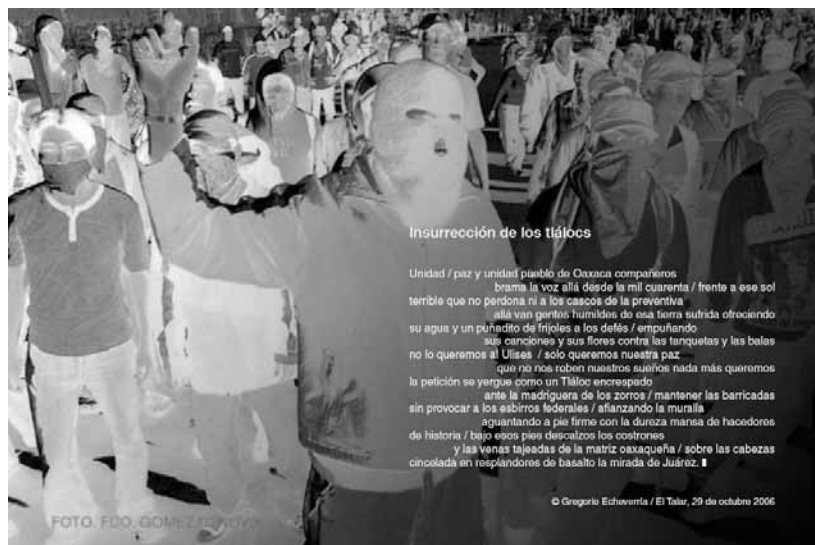 Insurrección de los tlálocs
Unidad / paz y unidad pueblo de Oaxaca compañeros
brama la voz allá desde la mil cuarenta / frente a ese sol
terrible que no perdona ni a los cascos de la preventiva
allá van gentes humildes de esa tierra sufrida ofreciendo
su agua y un puñadito de frijoles a los defés / empuñando
sus canciones y sus flores contra las tanquetas y las balas
no lo queremos al Ulises / solo queremos nuestra paz
que no nos roben nuestros sueños nada más queremos
la petición se yergue como un Tláloc encrespado
ante la madriguera de los zorros / mantener las barricadas
sin provocar a los esbirros federales / afianzando la muralla
aguantando a pie firme con la dureza mansa de hacedores
de historia / bajo esos pies descalzos los costrones
y las venas tajeadas de la matriz oaxaqueña / sobre las cabezas
cincelada en resplandores de basalto la mirada de Juárez.
© Gregorio Echeverría / El Talar, 29 de octubre 2006
FOTO. FCO. GOMEZ